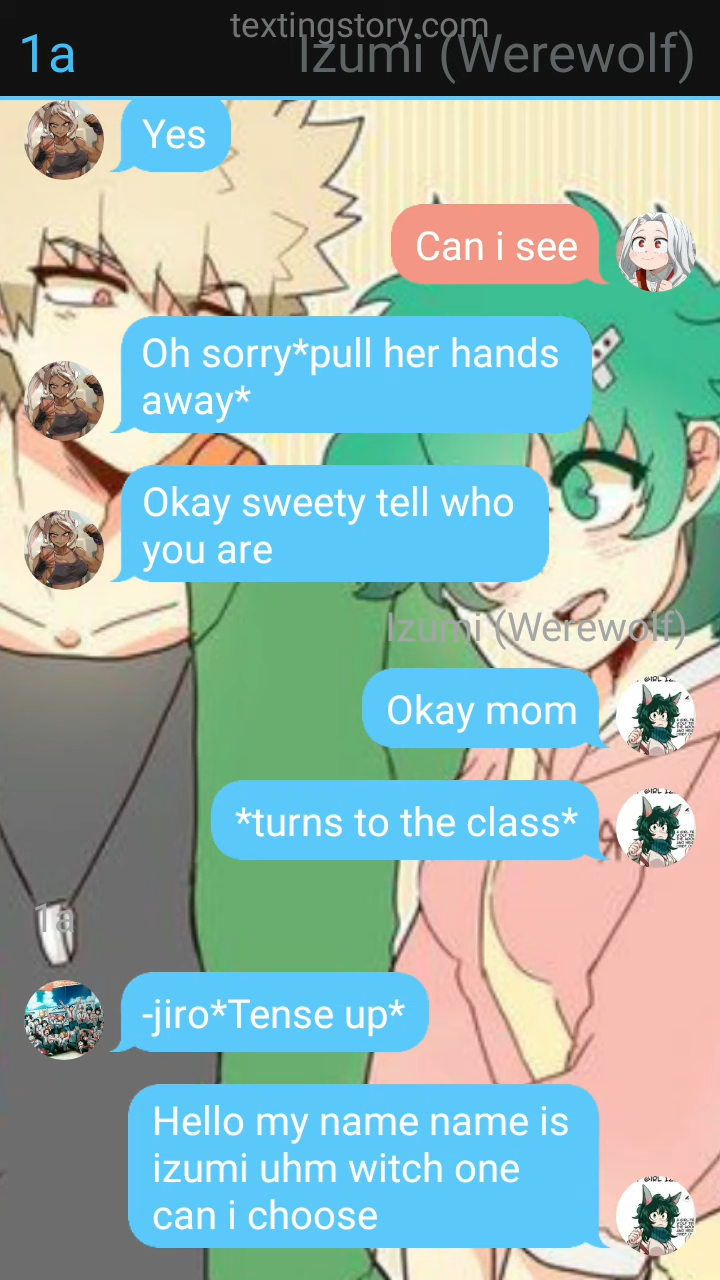 textingstory.com
1a
Izumi (Werewolf)
Yes
Can i see
Oh sorry*pull her hands
away*
Okay sweety tell who
you are
Izumi (Werewolf)
Okay mom
*turns to the class*
1a
-jiro*Tense up*
Hello my name name is
izumi uhm witch one
can i choose